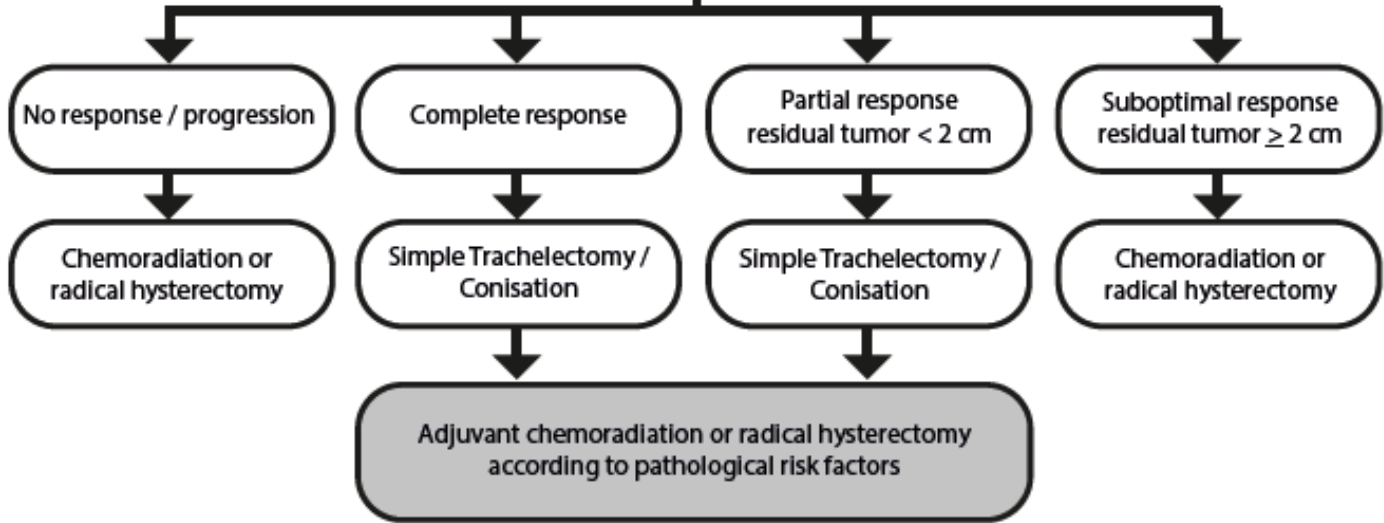 No response / progression
Complete response
Partial response
residual tumor < 2 cm
Suboptimal response
residual tumor ≥ 2 cm
Chemoradiation or
radical hysterectomy
Simple Trachelectomy /
Conisation
Simple Trachelectomy /
Conisation
Chemoradiation or
radical hysterectomy
Adjuvant chemoradiation or radical hysterectomy
according to pathological risk factors